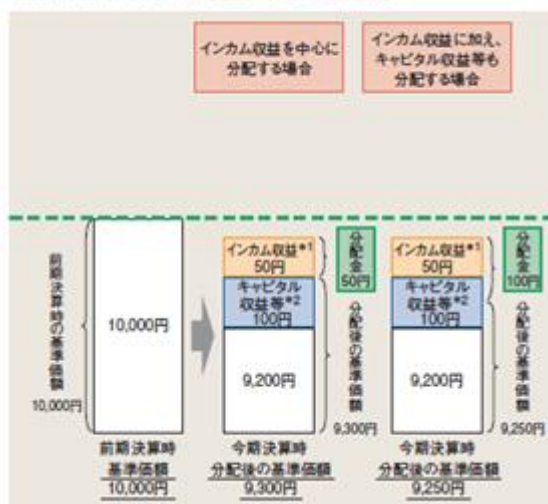 インカム収益を中心に
分配する場合
インカム収益に加え、
キャピタル収益等も
分配する場合
前期決算時の基準価額
10,000円
10,000円
インカム収益*1
50円
キャピタル
収益等*2
100円
9,200円
分配金
50円
分配後の基準価額
9,300円
インカム収益*1
50円
キャピタル
収益等*2
100円
9,200円
分配金
100円
分配後の基準価額
9,250円
前期決算時
基準価額
10,000円
今期決算時
分配後の基準価額
9,300円
今期決算時
分配後の基準価額
9,250円